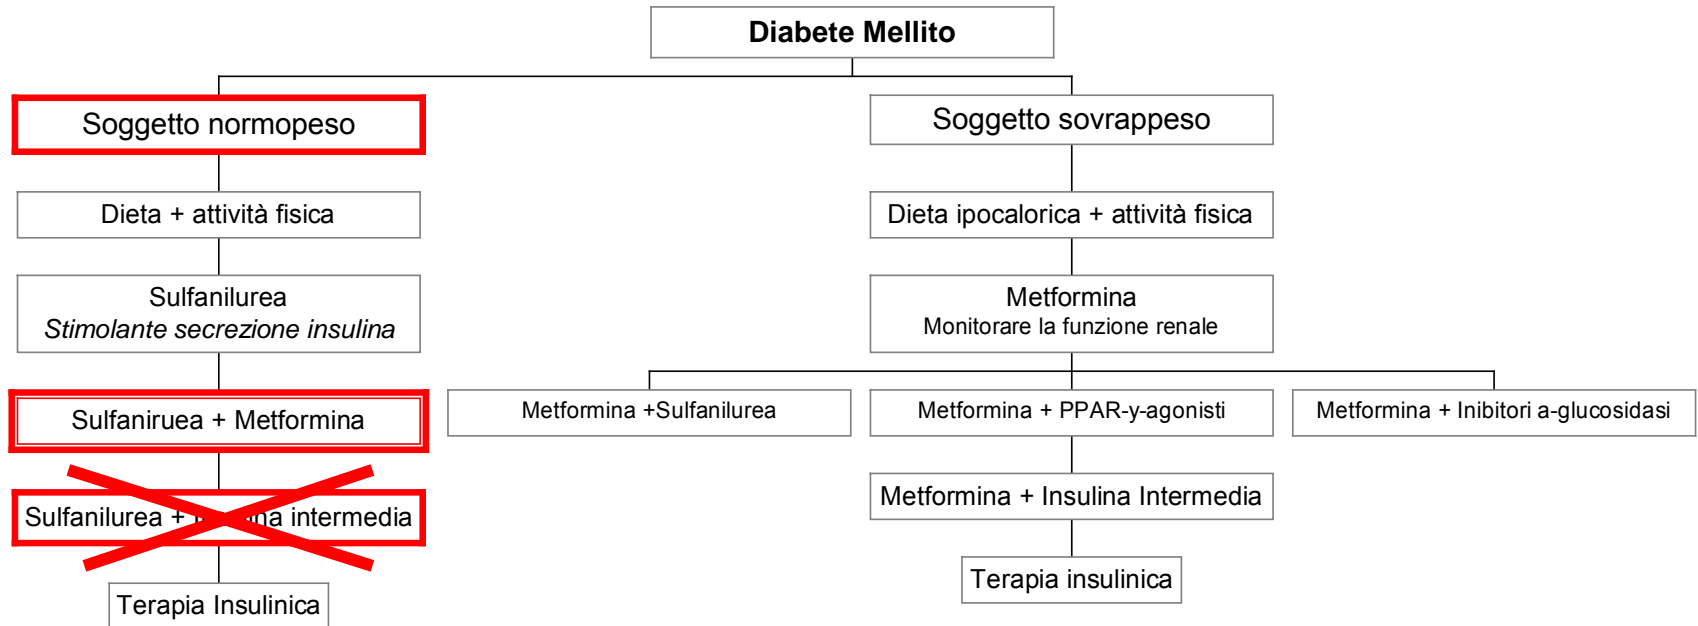 Diabete Mellito
Soggetto normopeso
Soggetto sovrappeso
Dieta + attività fisica
Dieta ipocalorica + attività fisica
Sulfanilurea
Stimolante secrezione insulina
Metformina
Monitorare la funzione renale
Sulfaniruea + Metformina
Metformina +Sulfanilurea
Metformina + PPAR-y-agonisti
Metformina + Inibitori a-glucosidasi
Sulfanilurea + Insulina intermedia
Metformina + Insulina Intermedia
Terapia Insulinica
Terapia insulinica